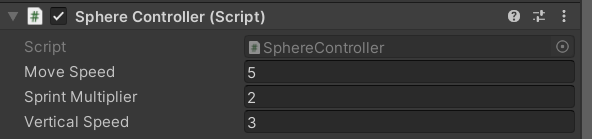 Sphere Controller (Script)
Script SphereController
Move Speed 5
Sprint Multiplier 2
Vertical Speed 3